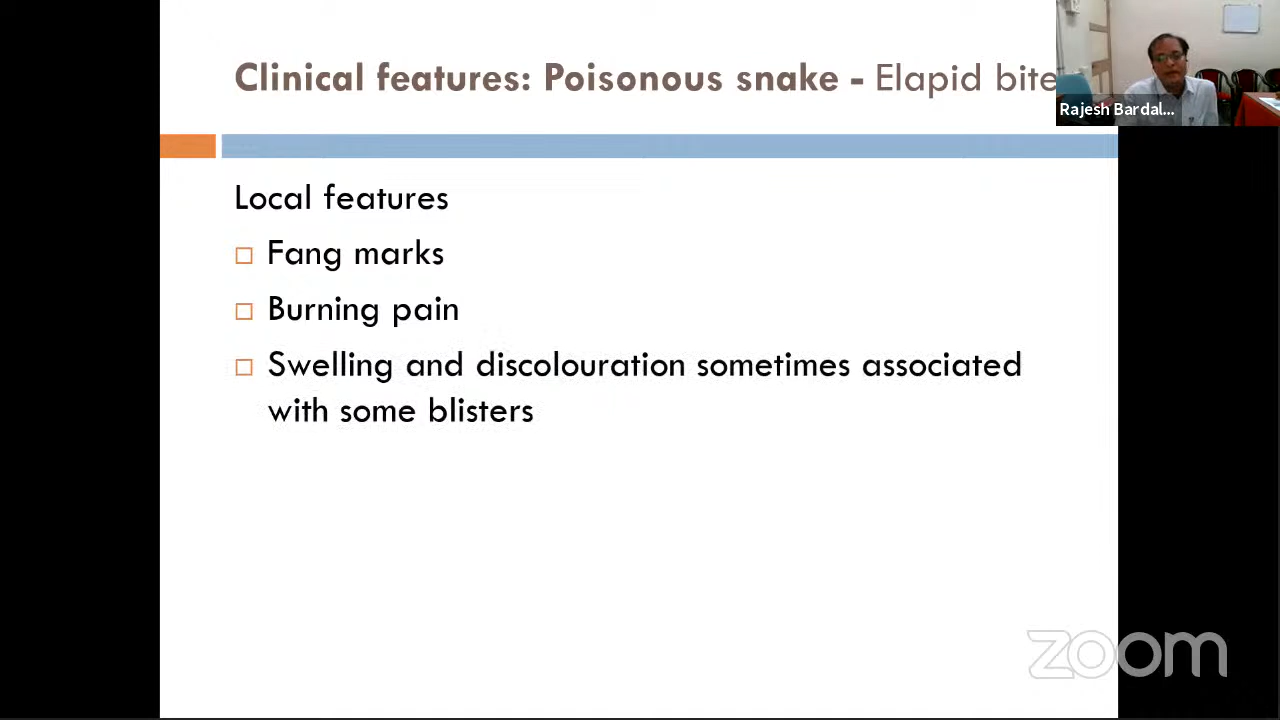 Clinical features: Poisonous snake - Elapid bite
Rajesh Bardal...
Local features
Fang marks
Burning pain
Swelling and discolouration sometimes associated
with some blisters
zoom